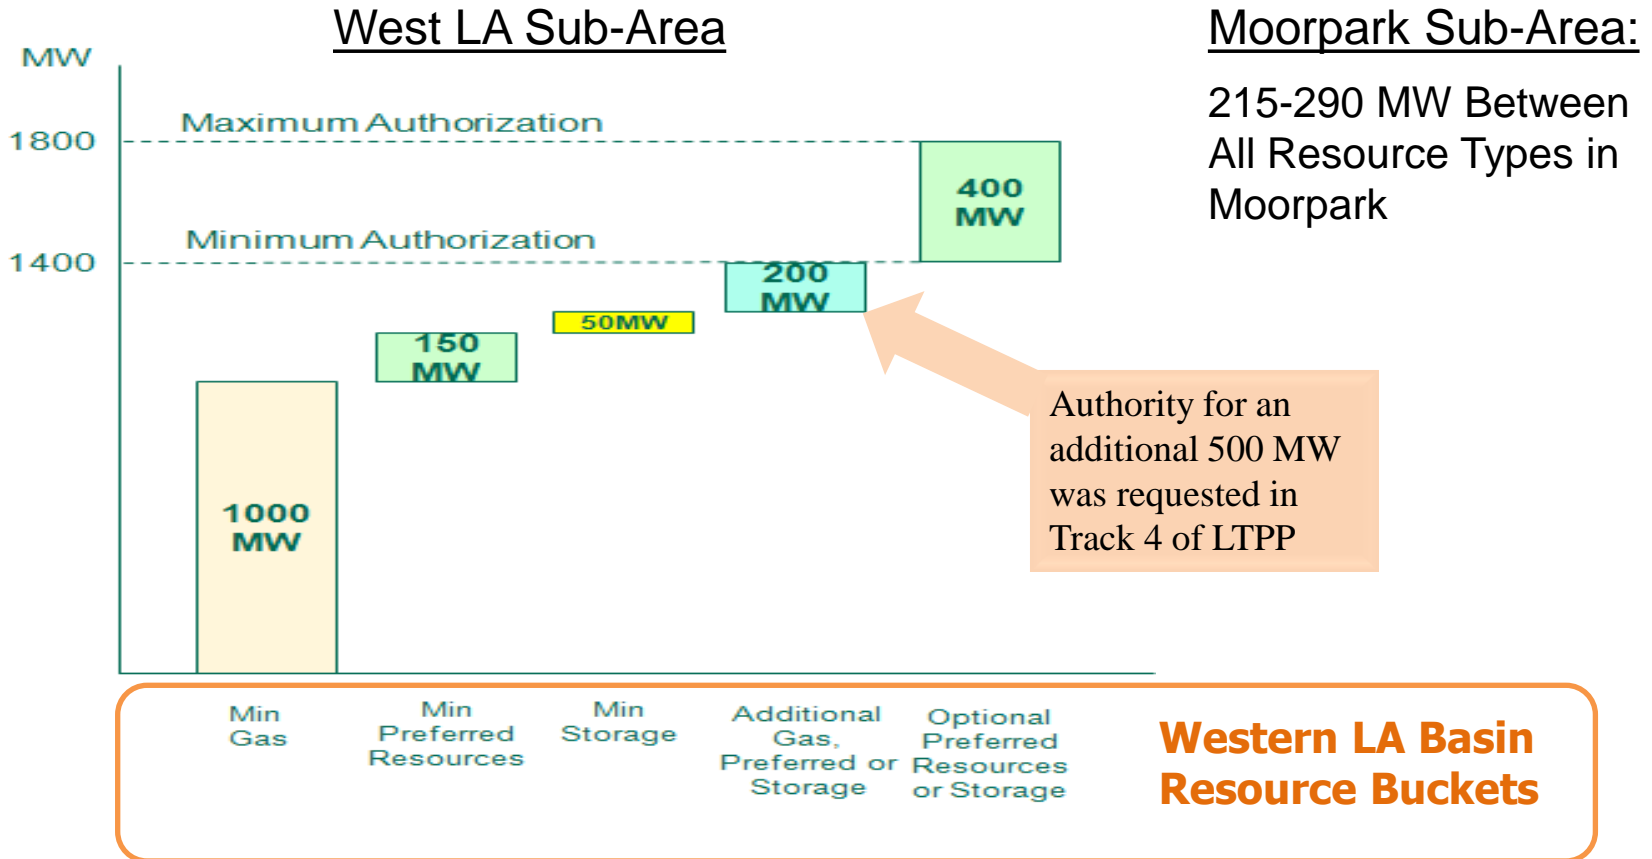 West LA Sub-Area
Moorpark Sub-Area:
215-290 MW Between
All Resource Types in
Moorpark
MW
1800
Maximum Authorization
1400
Minimum Authorization
400
MW
200
MW
50MW
150
MW
1000
MW
Authority for an
additional 500 MW
was requested in
Track 4 of LTPP
Min
Gas
Min
Preferred
Resources
Min
Storage
Additional
Gas,
Preferred or
Storage
Optional
Preferred
Resources
or Storage
Western LA Basin
Resource Buckets